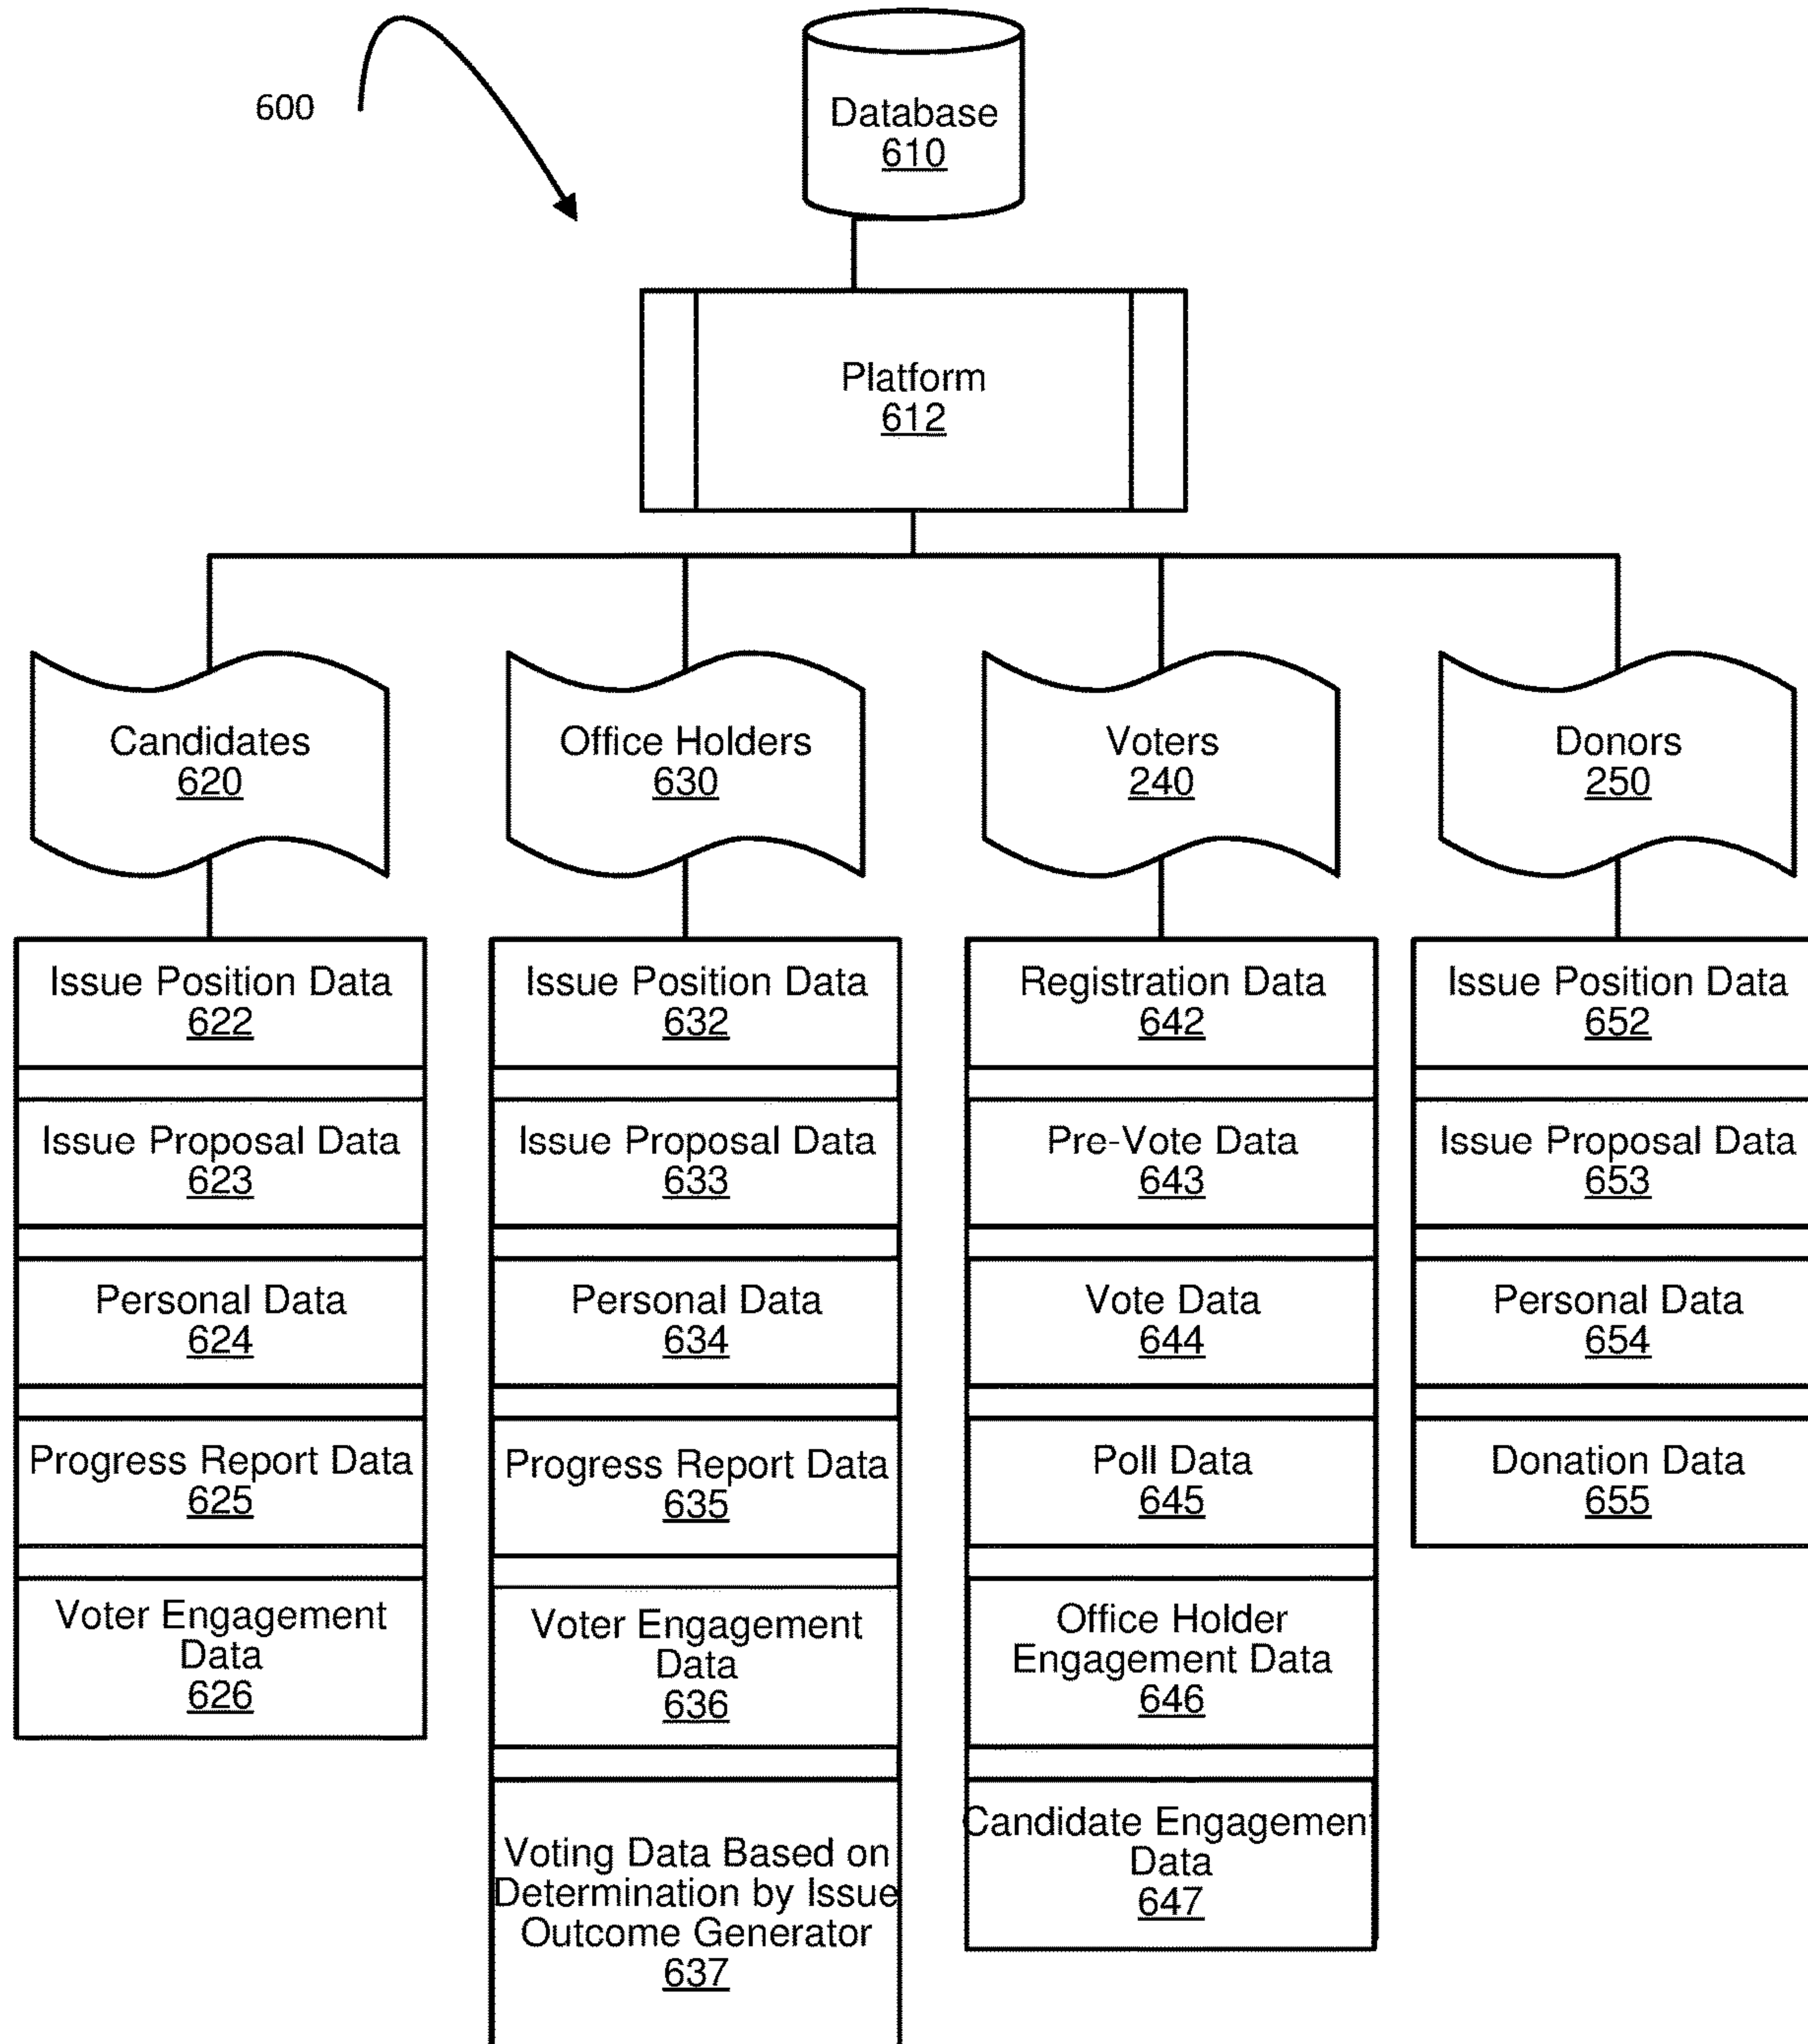 600
Database
610
Platform
612
Candidates
620
Office Holders
630
Voters
240
Donors
250
Issue Position Data
622
Issue Proposal Data
623
Personal Data
624
Progress Report Data
625
Voter Engagement
Data
626
Issue Position Data
632
Issue Proposal Data
633
Personal Data
634
Progress Report Data
635
Voter Engagement
Data
636
Voting Data Based on
Determination by Issue
Outcome Generator
637
Registration Data
642
Pre-Vote Data
643
Vote Data
644
Poll Data
645
Office Holder
Engagement Data
646
Candidate Engagement
Data
647
Issue Position Data
652
Issue Proposal Data
653
Personal Data
654
Donation Data
655